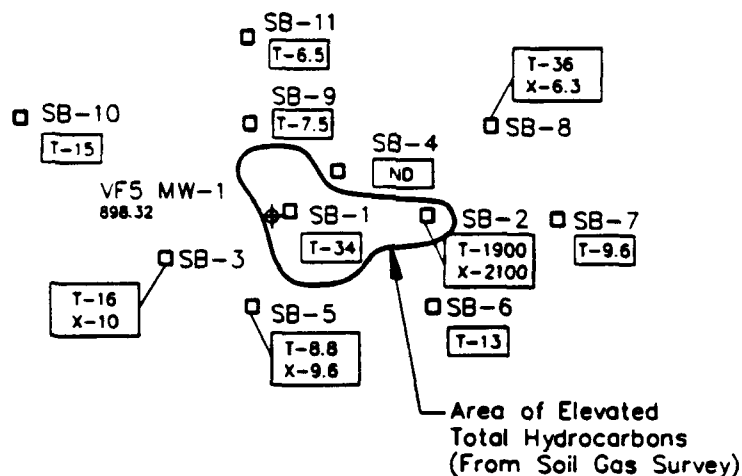 SB-11
T-6.5
T-36
X-6.3
SB-10
T-15
SB-9
T-7.5
SB-8
SB-4
ND
VF5 MW-1
898.32
SB-1
T-34
SB-2
T-1900
X-2100
SB-7
T-9.6
SB-3
T-16
X-10
SB-5
T-8.8
X-9.6
SB-6
T-13
Area of Elevated
Total Hydrocarbons
(From Soil Gas Survey)